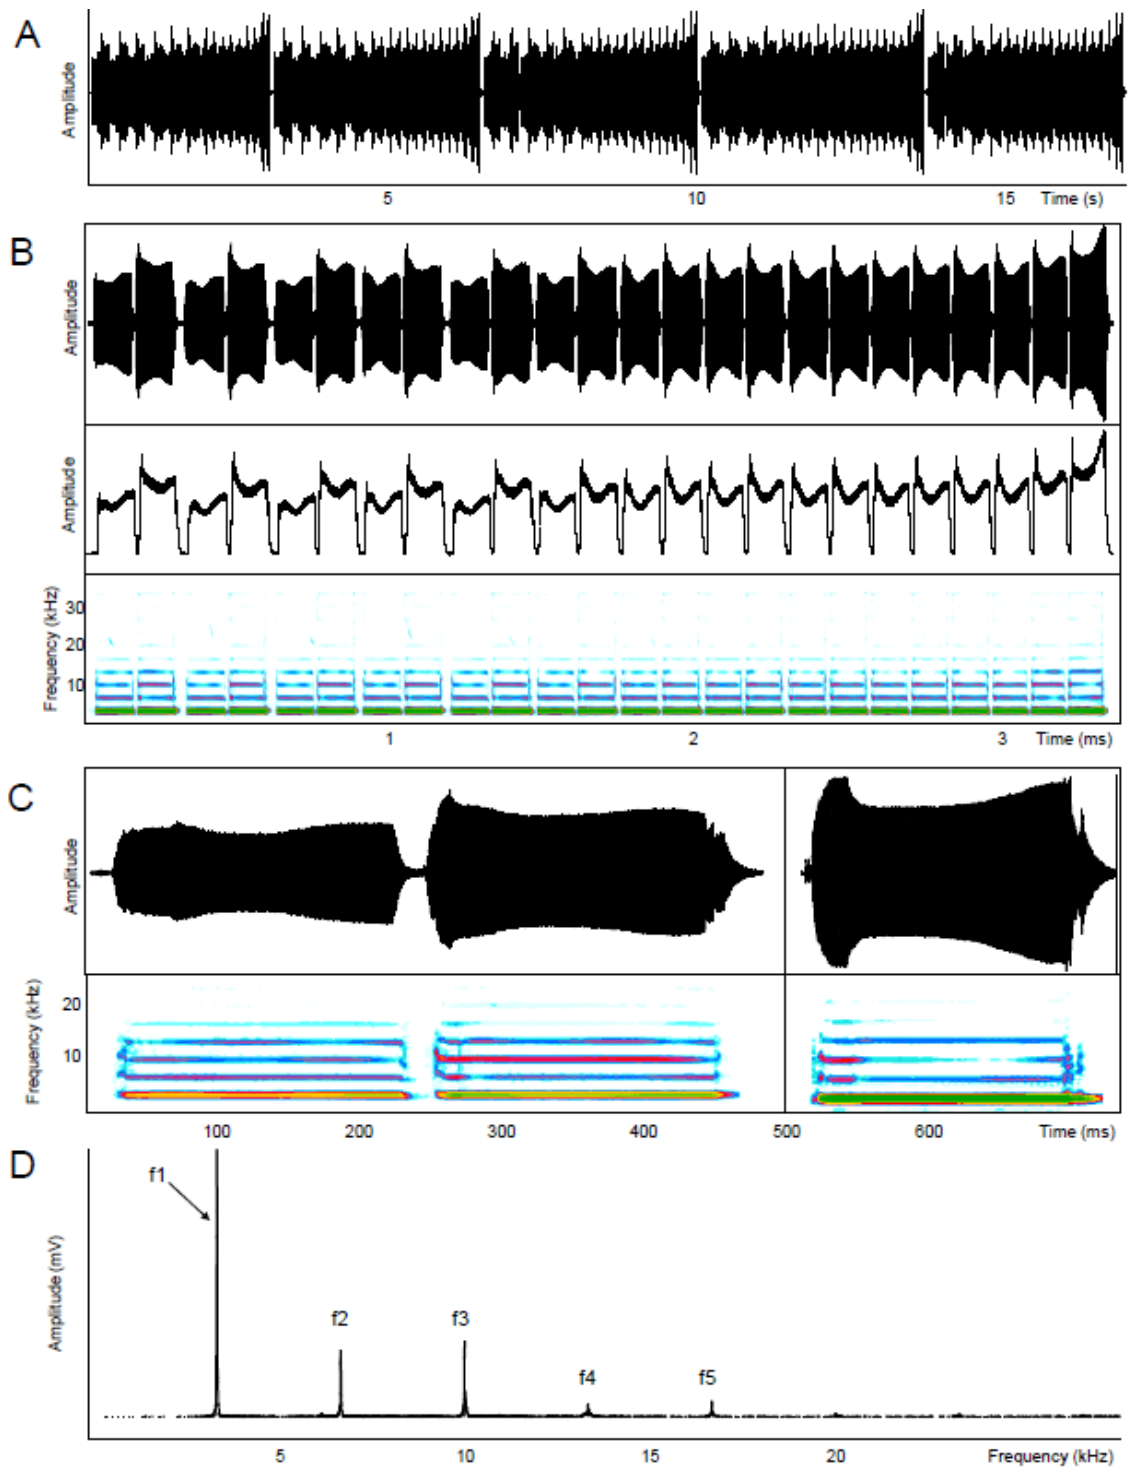 A
Amplitude
5 10 15 Time (s)
B
Amplitude
Amplitude
Frequency (kHz)
30
20
10
1 2 3 Time (ms)
C
Amplitude
Frequency (kHz)
20
10
100 200 300 400 500 600 Time (ms)
D
Amplitude (mV)
f1
f2 f3
f4 f5
5 10 15 20 Frequency (kHz)